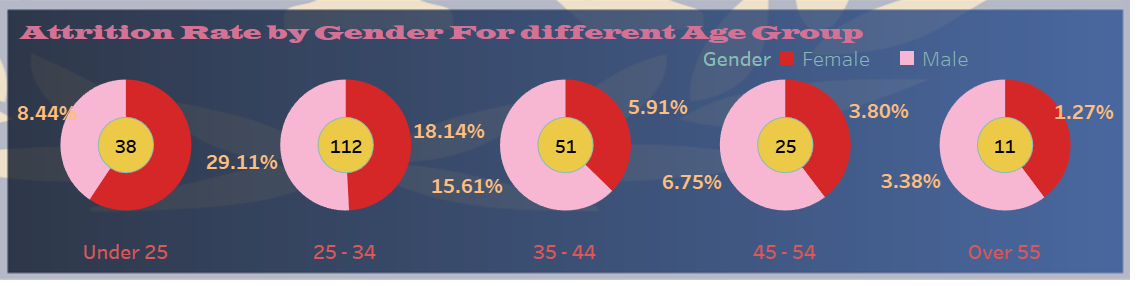 Attrition Rate by Gender For different Age Group
Gender Female Male
8.44% 38
29.11% 112 18.14%
15.61% 51 5.91%
6.75% 25 3.80%
3.38% 11 1.27%
Under 25 25 - 34 35 - 44 45 - 54 Over 55